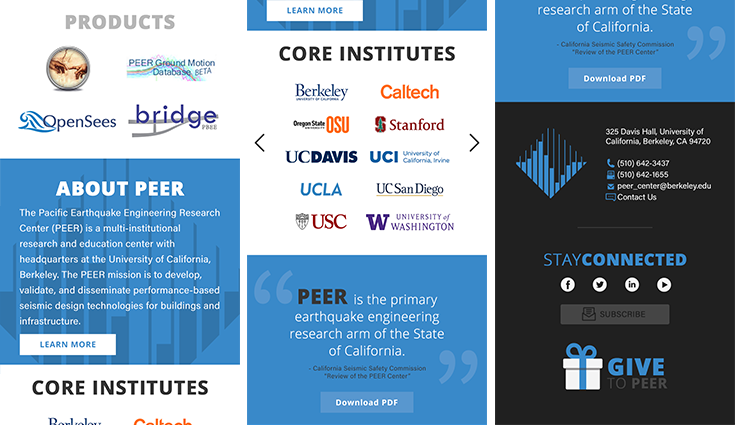 PRODUCTS
PEER Ground Motion
Database BETA
OpenSees
bridge
PBEE
ABOUT PEER
The Pacific Earthquake Engineering Research
Center (PEER) is a multi-institutional
research and education center with
headquarters at the University of California,
Berkeley. The PEER mission is to develop,
validate, and disseminate performance-based
seismic design technologies for buildings and
infrastructure.
LEARN MORE
CORE INSTITUTES
Berkeley
Caltech
LEARN MORE
CORE INSTITUTES
Berkeley
UNIVERSITY OF CALIFORNIA
Caltech
Oregon State
UNIVERSITY
OSU
Stanford
UCDAVIS
UCI
University of
California, Irvine
UCLA
UC San Diego
USC
W
UNIVERSITY of
WASHINGTON
“
PEER is the primary
earthquake engineering
research arm of the State
of California.
”
- California Seismic Safety Commission
"Review of the PEER Center"
Download PDF
research arm of the State
of California.
”
- California Seismic Safety Commission
"Review of the PEER Center"
Download PDF
325 Davis Hall, University of
California, Berkeley, CA 94720
(510) 642-3437
(510) 642-1655
peer_center@berkeley.edu
Contact Us
STAYCONNECTED
f
in
SUBSCRIBE
GIVE
TO PEER